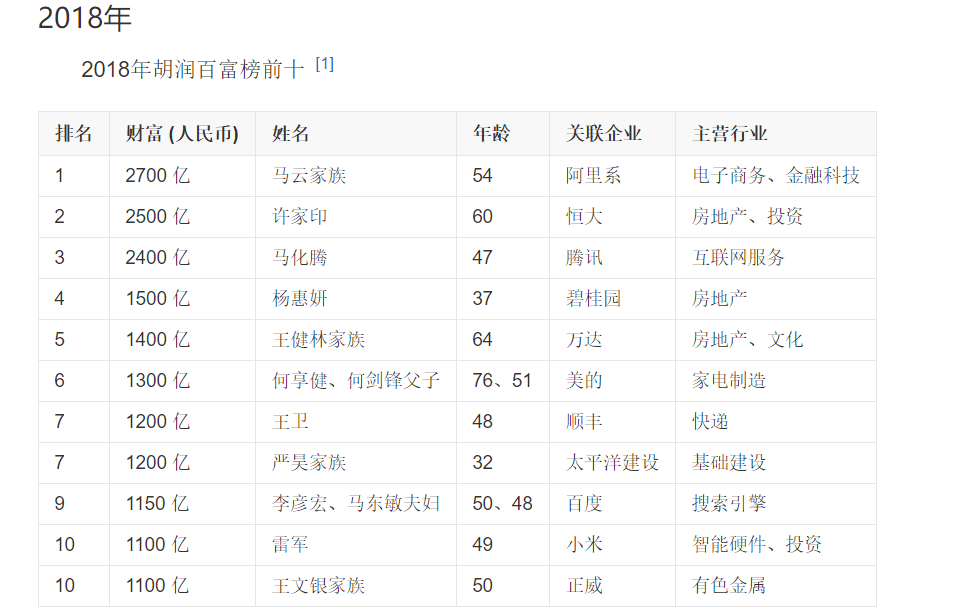 2018年
2018年胡润百富榜前十 [1]
排名 财富 (人民币) 姓名 年龄 关联企业 主营行业
1 2700 亿 马云家族 54 阿里系 电子商务、金融科技
2 2500 亿 许家印 60 恒大 房地产、投资
3 2400 亿 马化腾 47 腾讯 互联网服务
4 1500 亿 杨惠妍 37 碧桂园 房地产
5 1400 亿 王健林家族 64 万达 房地产、文化
6 1300 亿 何享健、何剑锋父子 76、51 美的 家电制造
7 1200 亿 王卫 48 顺丰 快递
7 1200 亿 严昊家族 32 太平洋建设 基础建设
9 1150 亿 李彦宏、马东敏夫妇 50、48 百度 搜索引擎
10 1100 亿 雷军 49 小米 智能硬件、投资
10 1100 亿 王文银家族 50 正威 有色金属